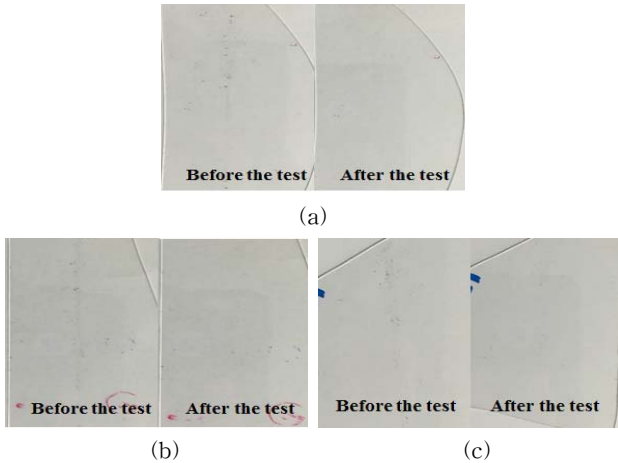 Before the test After the test
(a)
Before the test After the test Before the test After the test
(b) (c)